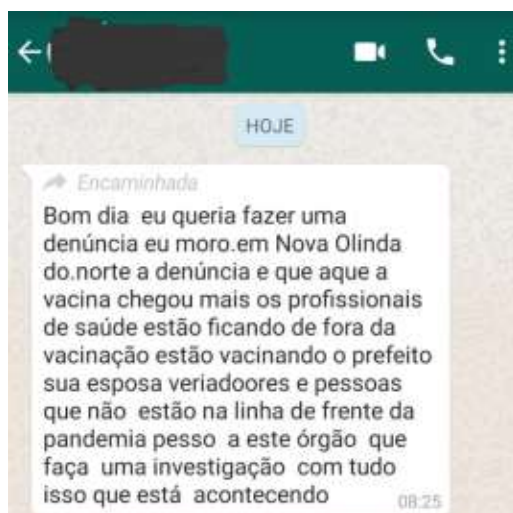 HOJE
Encaminhada
Bom dia eu queria fazer uma
denúncia eu moro.em Nova Olinda
do.norte a denúncia e que aque a
vacina chegou mais os profissionais
de saúde estão ficando de fora da
vacinação estão vacinando o prefeito
sua esposa veriadoores e pessoas
que não estão na linha de frente da
pandemia pesso a este órgão que
faça uma investigação com tudo
isso que está acontecendo 08:25